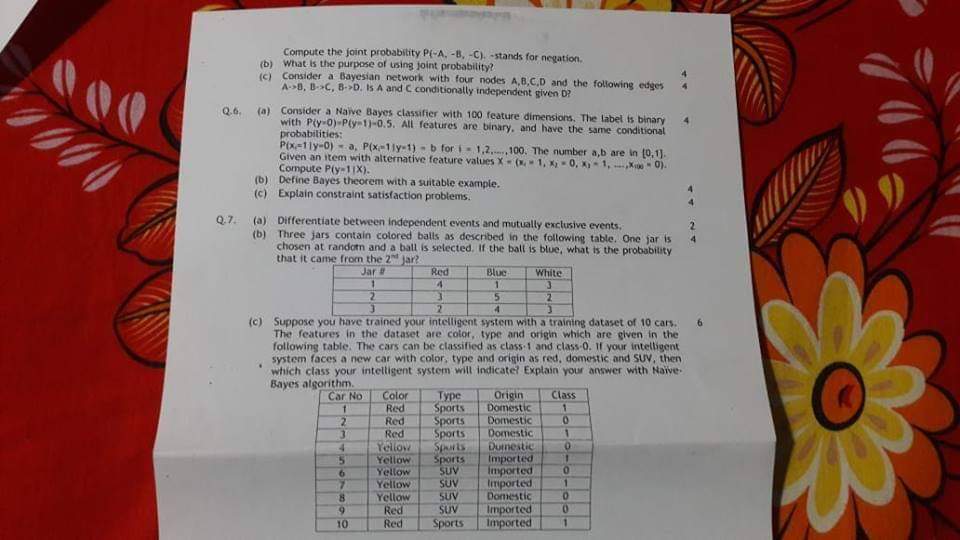 Compute the joint probability P(-A, -B, -C). -stands for negation. 4
(b) What is the purpose of using joint probability? 4
(c) Consider a Bayesian network with four nodes A,B,C,D and the following edges
A->B, B->C, B->D. Is A and C conditionally independent given D?
Q.6. (a) Consider a Naïve Bayes classifier with 100 feature dimensions. The label is binary 4
with P(y=0)=P(y=1)=0.5. All features are binary, and have the same conditional
probabilities:
P(xᵢ=1|y=0) = a, P(xᵢ=1|y=1) = b for i = 1,2,....,100. The number a,b are in [0,1].
Given an item with alternative feature values X = (x₁ = 1, x₂ = 0, x₃ = 1, ....,x₁₀₀ = 0).
Compute P(y=1|X).
(b) Define Bayes theorem with a suitable example. 4
(c) Explain constraint satisfaction problems. 4
Q.7. (a) Differentiate between independent events and mutually exclusive events. 2
(b) Three jars contain colored balls as described in the following table. One jar is 4
chosen at random and a ball is selected. If the ball is blue, what is the probability
that it came from the 2nd jar?
Jar # Red Blue White
1 4 1 3
2 3 5 2
3 2 4 3
(c) Suppose you have trained your intelligent system with a training dataset of 10 cars. 6
The features in the dataset are color, type and origin which are given in the
following table. The cars can be classified as class-1 and class-0. If your intelligent
system faces a new car with color, type and origin as red, domestic and SUV, then
which class your intelligent system will indicate? Explain your answer with Naïve-
Bayes algorithm.
Car No Color Type Origin Class
1 Red Sports Domestic 1
2 Red Sports Domestic 0
3 Red Sports Domestic 1
4 Yellow Sports Domestic 0
5 Yellow Sports Imported 1
6 Yellow SUV Imported 0
7 Yellow SUV Imported 1
8 Yellow SUV Domestic 0
9 Red SUV Imported 0
10 Red Sports Imported 1